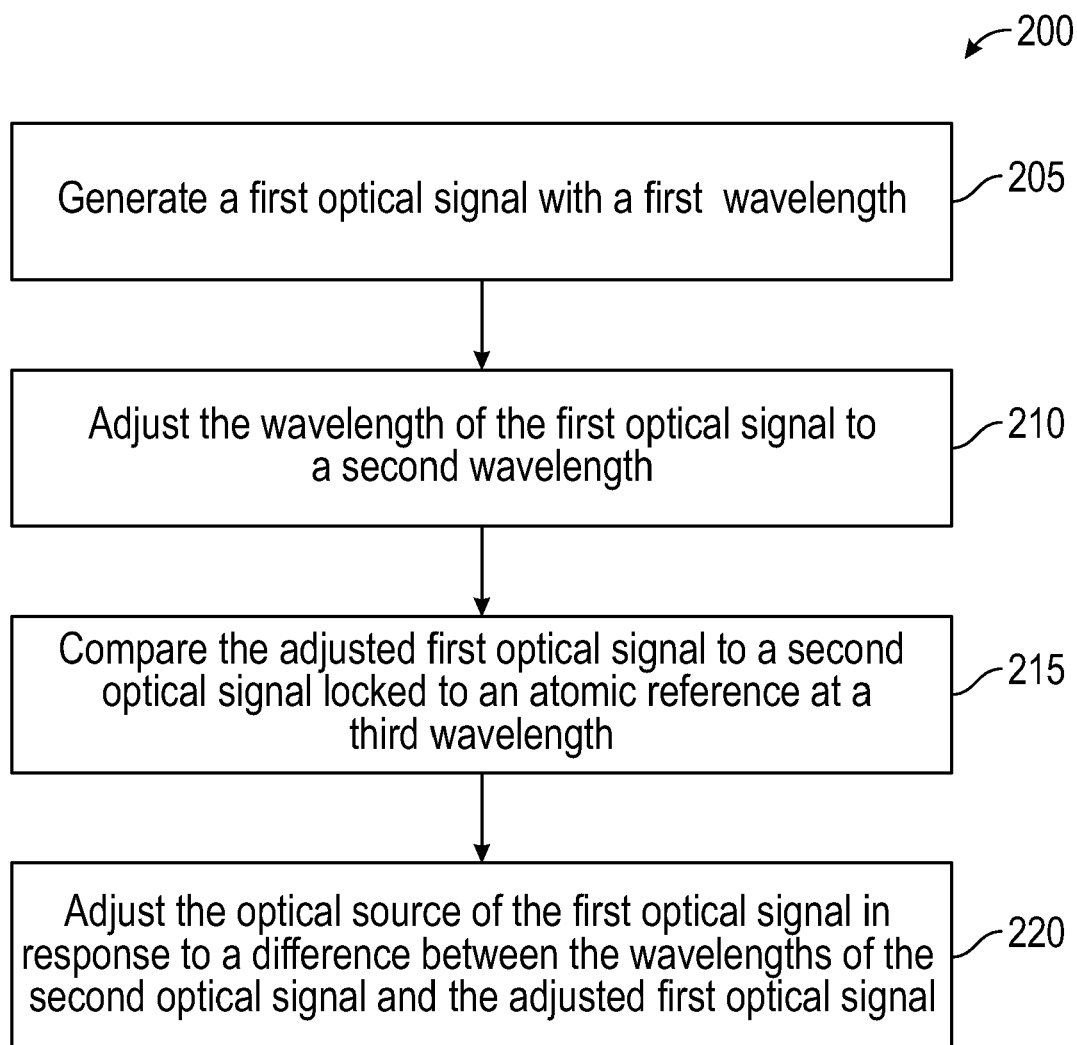 200
Generate a first optical signal with a first wavelength
205
Adjust the wavelength of the first optical signal to
a second wavelength
210
Compare the adjusted first optical signal to a second
optical signal locked to an atomic reference at a
third wavelength
215
Adjust the optical source of the first optical signal in
response to a difference between the wavelengths of the
second optical signal and the adjusted first optical signal
220